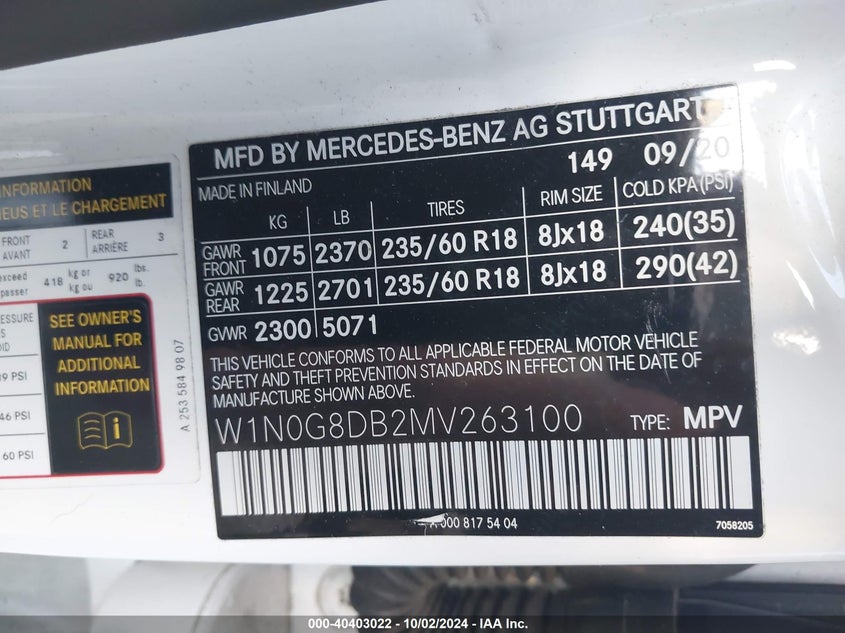 INFORMATION
EUS ET LE CHARGEMENT
FRONT AVANT 2 REAR ARRIÈRE 3
exceed passer 418 kg or kg ou 920 lbs. lb.
ESSURE
9 PSI
46 PSI
60 PSI
SEE OWNER'S
MANUAL FOR
ADDITIONAL
INFORMATION
A 253 584 98 07
MFD BY MERCEDES-BENZ AG STUTTGART
149 09/20
MADE IN FINLAND
KG LB TIRES RIM SIZE COLD KPA (PSI)
GAWR FRONT 1075 2370 235/60 R18 8Jx18 240(35)
GAWR REAR 1225 2701 235/60 R18 8Jx18 290(42)
GVWR 2300 5071
THIS VEHICLE CONFORMS TO ALL APPLICABLE FEDERAL MOTOR VEHICLE
SAFETY AND THEFT PREVENTION STANDARDS IN EFFECT ON THE DATE OF
MANUFACTURE SHOWN ABOVE.
W1N0G8DB2MV263100 TYPE: MPV
A 000 817 54 04
7058205
000-40403022 - 10/02/2024 - IAA Inc.